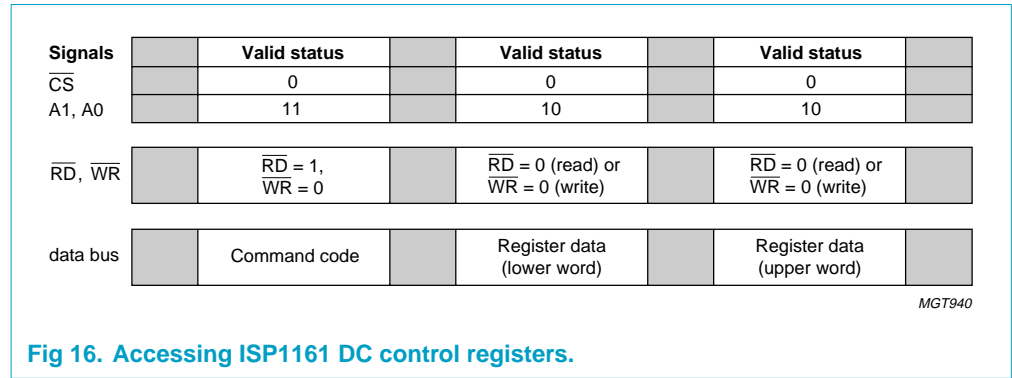 Signals Valid status Valid status Valid status
CS 0 0 0
A1, A0 11 10 10
RD, WR RD = 1, RD = 0 (read) or RD = 0 (read) or
WR = 0 WR = 0 (write) WR = 0 (write)
data bus Command code Register data Register data
(lower word) (upper word)
MGT940
Fig 16. Accessing ISP1161 DC control registers.